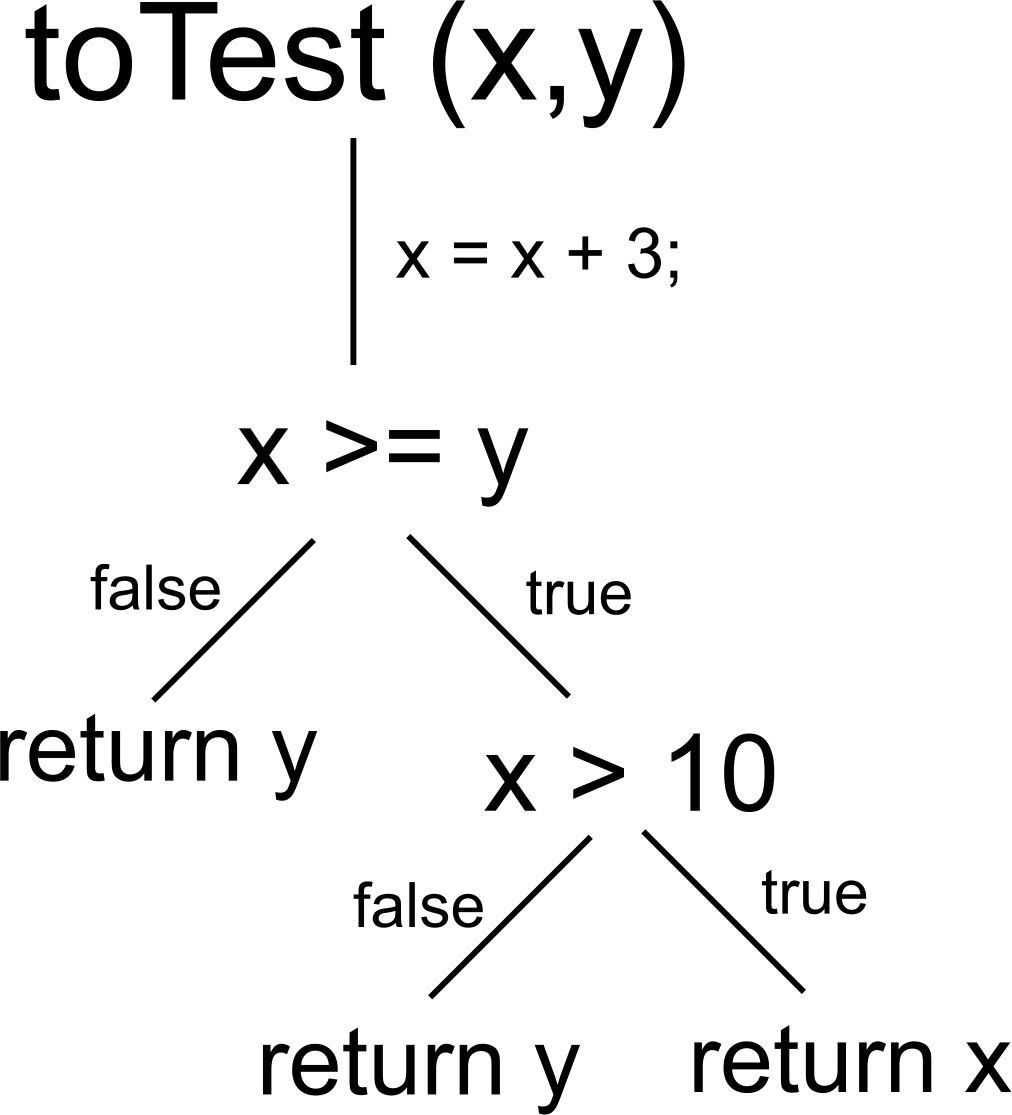 toTest (x,y)
x = x + 3;
x >= y
false
true
return y
x > 10
false
true
return y
return x